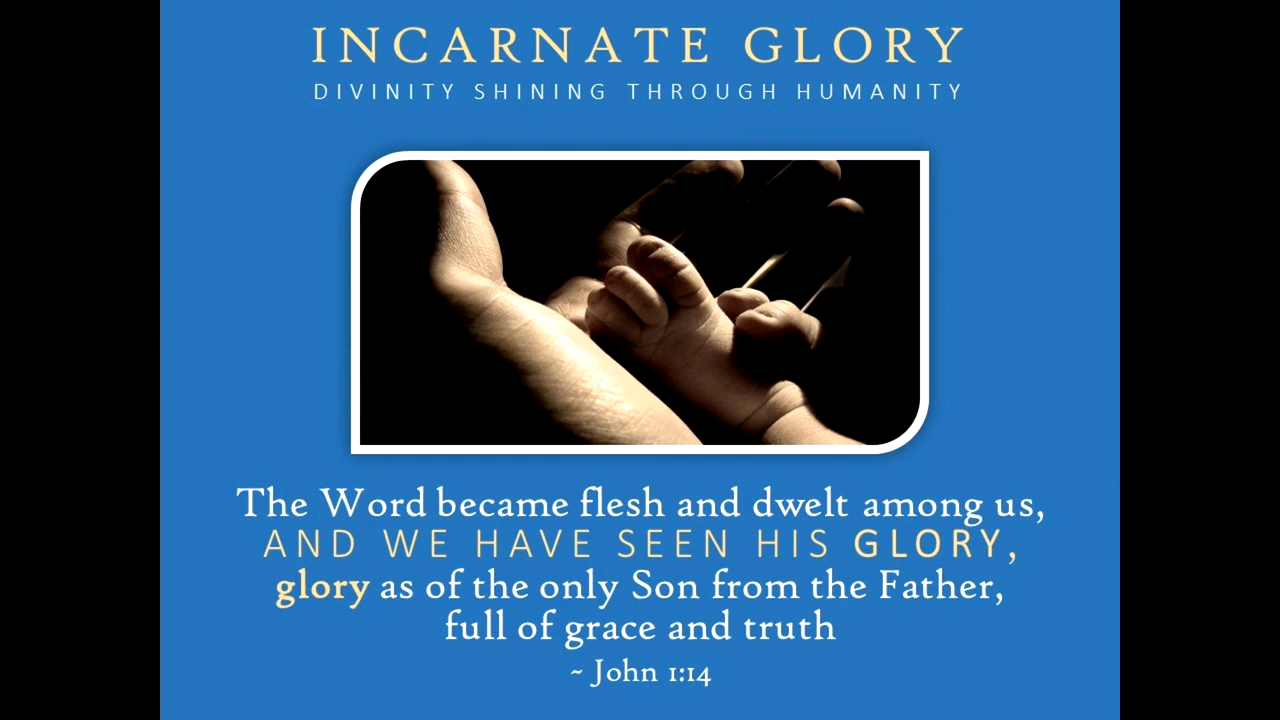 INCARNATE GLORY
DIVINITY SHINING THROUGH HUMANITY
The Word became flesh and dwelt among us,
AND WE HAVE SEEN HIS GLORY,
glory as of the only Son from the Father,
full of grace and truth
~ John 1:14